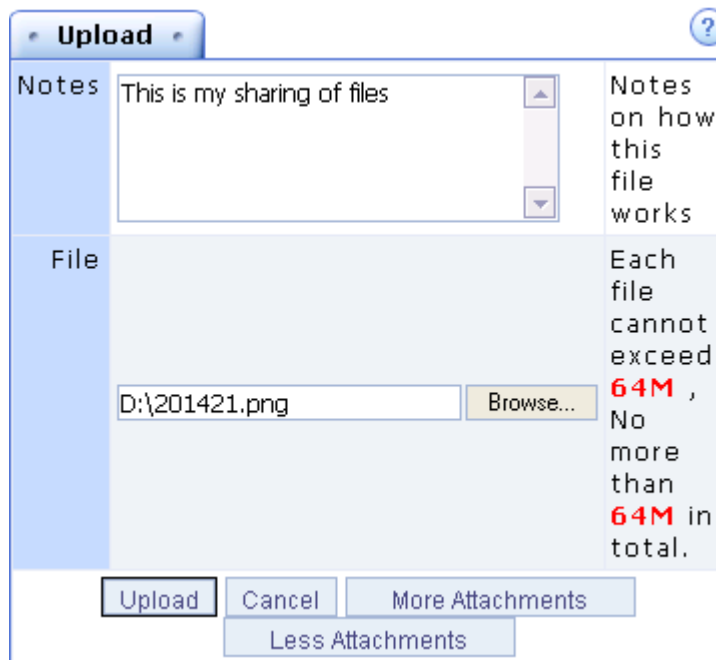 Upload
?
Notes
This is my sharing of files
Notes
on how
this
file
works
File
D:\201421.png
Browse...
Each
file
cannot
exceed
64M ,
No
more
than
64M in
total.
Upload
Cancel
More Attachments
Less Attachments